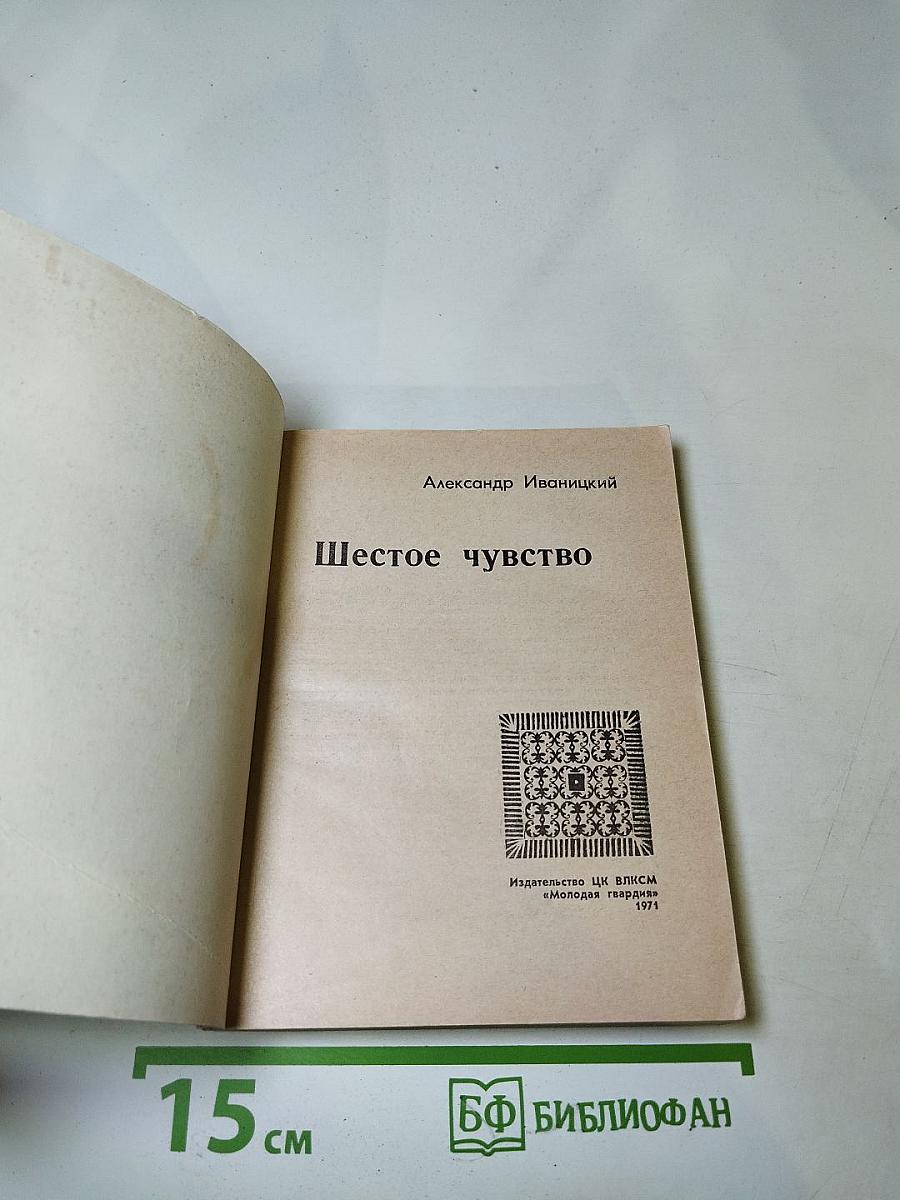 Александр Иваницкий
Шестое чувство
Издательство ЦК ВЛКСМ
«Молодая гвардия»
1971
15 см
БФ БИБЛИОФАН